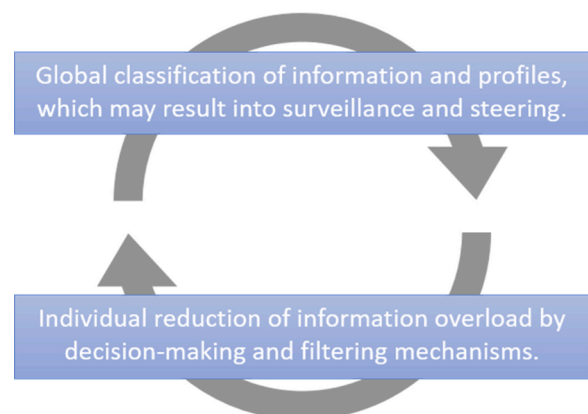 Global classification of information and profiles,
which may result into surveillance and steering.
Individual reduction of information overload by
decision-making and filtering mechanisms.